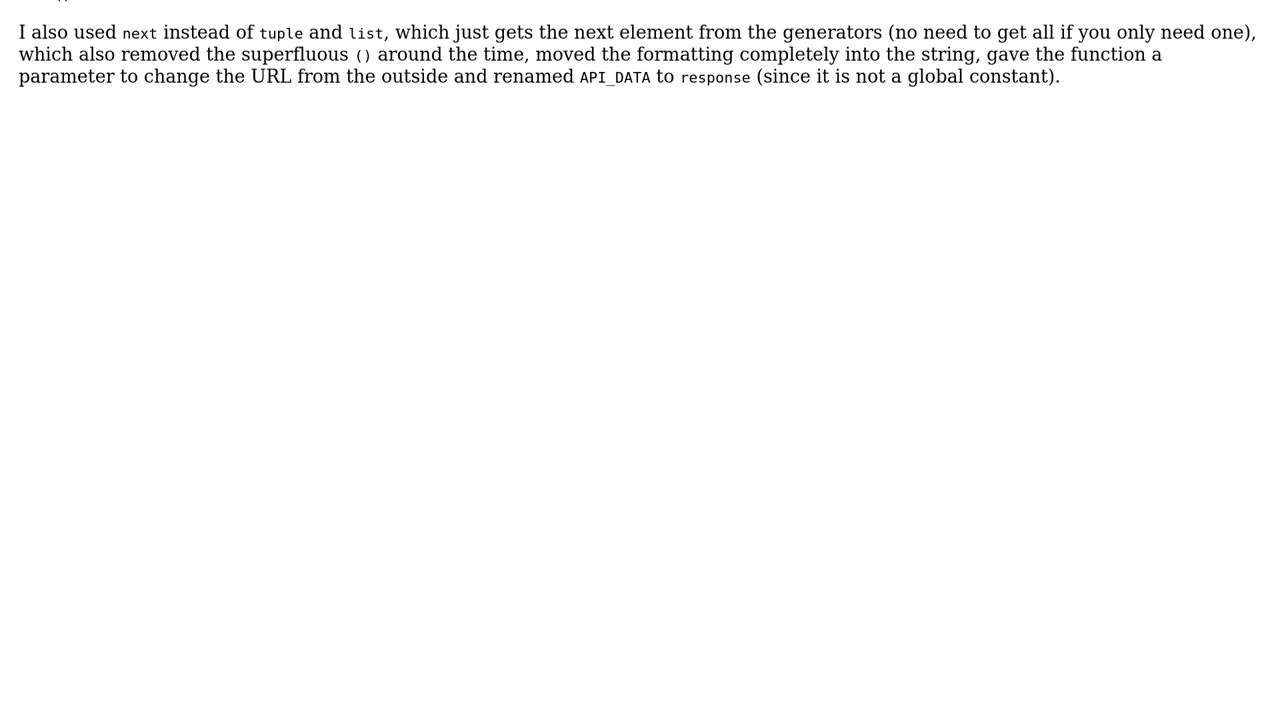 I also used next instead of tuple and list, which just gets the next element from the generators (no need to get all if you only need one),
which also removed the superfluous () around the time, moved the formatting completely into the string, gave the function a
parameter to change the URL from the outside and renamed API_DATA to response (since it is not a global constant).